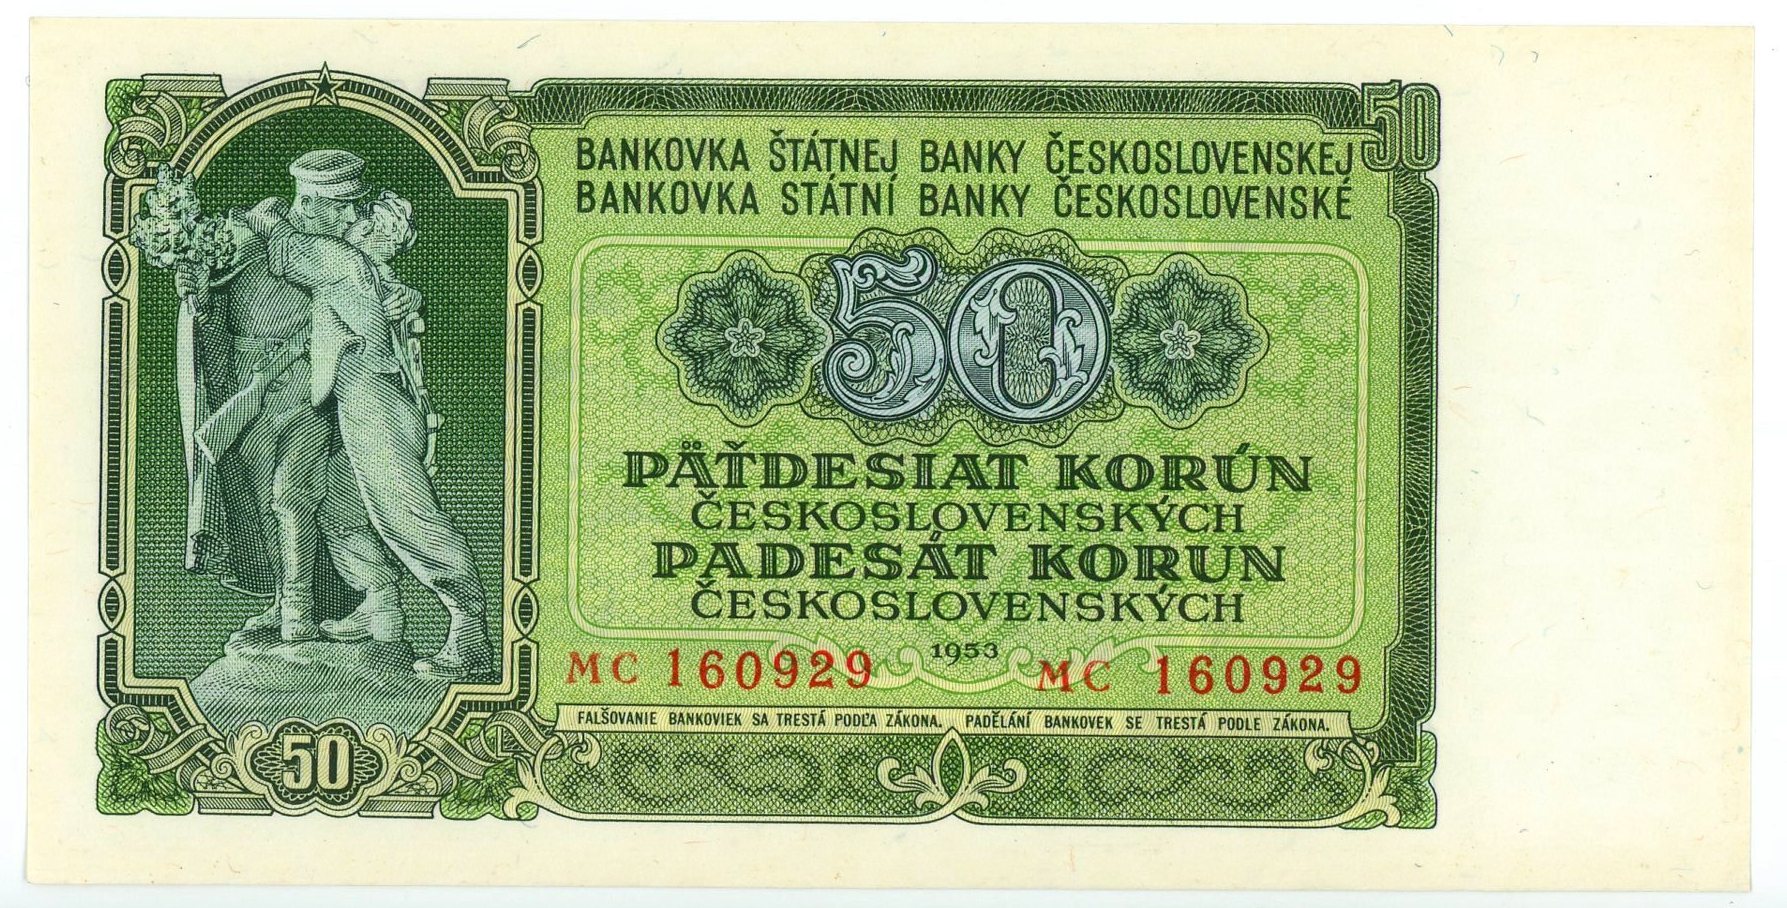 50
BANKOVKA ŠTÁTNEJ BANKY ČESKOSLOVENSKEJ
BANKOVKA STÁTNÍ BANKY ČESKOSLOVENSKÉ
50
PÄŤDESIAT KORÚN
ČESKOSLOVENSKÝCH
PADESÁT KORUN
ČESKOSLOVENSKÝCH
1953
MC 160929 MC 160929
FALŠOVANIE BANKOVIEK SA TRESTÁ PODĽA ZÁKONA. PADĚLÁNÍ BANKOVEK SE TRESTÁ PODLE ZÁKONA.
50